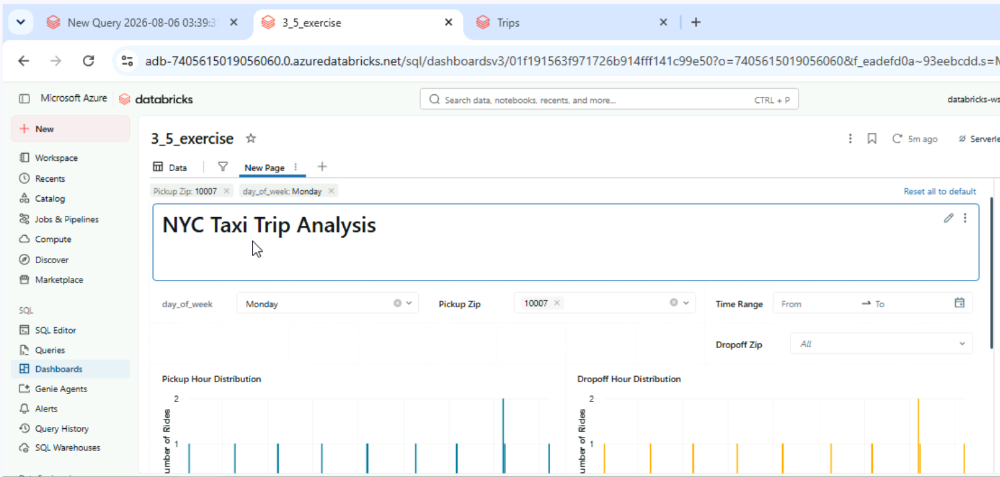 New Query 2026-08-06 03:39:3
3_5_exercise
Trips
adb-7405615019056060.0.azuredatabricks.net/sql/dashboardsv3/01f191563f971726b914fff141c99e50?o=7405615019056060&f_eadefd0a~93eebcdd.s=
Microsoft Azure
databricks
Search data, notebooks, recents, and more...
CTRL + P
databricks-ws
New
Workspace
Recents
Catalog
Jobs & Pipelines
Compute
Discover
Marketplace
SQL
SQL Editor
Queries
Dashboards
Genie Agents
Alerts
Query History
SQL Warehouses
3_5_exercise
5m ago
Serverle
Data
New Page
Pickup Zip: 10007
day_of_week: Monday
Reset all to default
NYC Taxi Trip Analysis
day_of_week
Monday
Pickup Zip
10007
Time Range
From
To
Dropoff Zip
All
Pickup Hour Distribution
2
1
umber of Rides
Dropoff Hour Distribution
2
1
umber of Rides